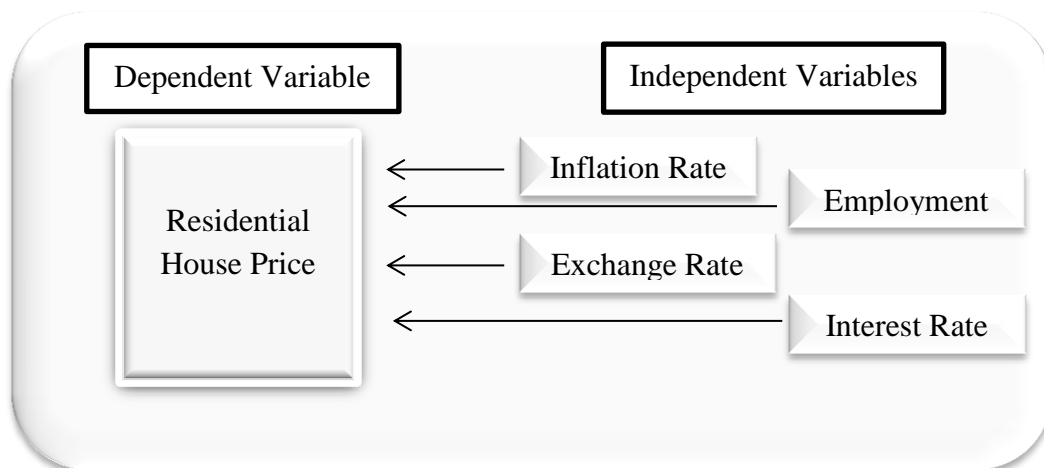 Dependent Variable
Independent Variables
Residential
House Price
Inflation Rate
Employment
Exchange Rate
Interest Rate